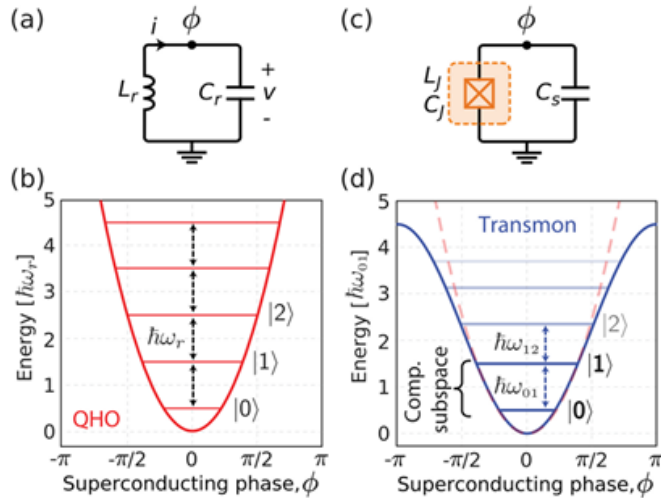 (a)
i
ϕ
L_r
C_r
+
v
-
(c)
ϕ
L_J
C_J
C_s
(b)
Energy [ħω_r]
5
4
3
2
1
0
ħω_r
|2⟩
|1⟩
|0⟩
QHO
-π
-π/2
0
π/2
π
Superconducting phase, ϕ
(d)
Energy [ħω_01]
5
4
3
2
1
0
Transmon
|2⟩
ħω_12
|1⟩
Comp.
subspace
ħω_01
|0⟩
-π
-π/2
0
π/2
π
Superconducting phase, ϕ